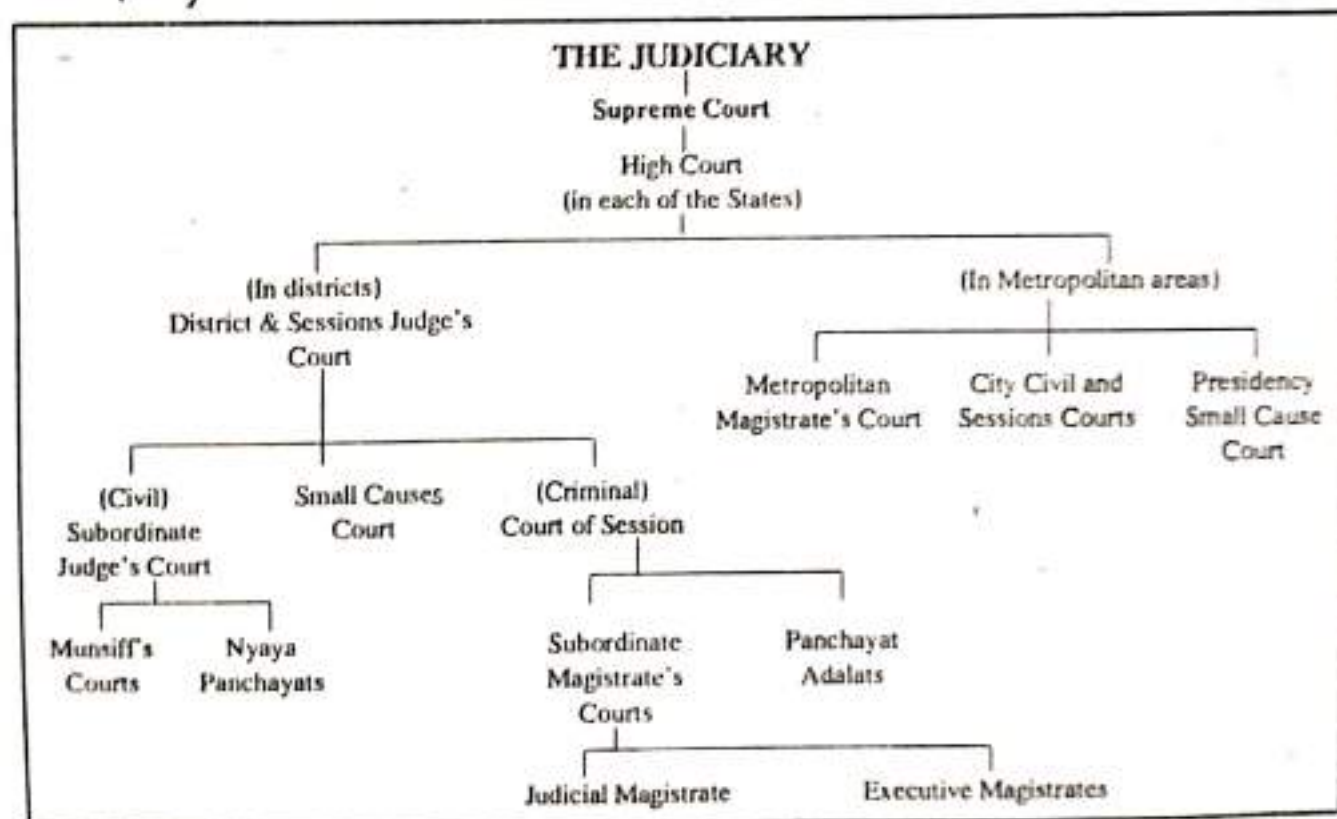 THE JUDICIARY
Supreme Court
High Court
(in each of the States)
(In districts)
District & Sessions Judge's
Court
(In Metropolitan areas)
Metropolitan
Magistrate's Court
City Civil and
Sessions Courts
Presidency
Small Cause
Court
(Civil)
Subordinate
Judge's Court
Small Causes
Court
(Criminal)
Court of Session
Munsiff's
Courts
Nyaya
Panchayats
Subordinate
Magistrate's
Courts
Panchayat
Adalats
Judicial Magistrate
Executive Magistrates